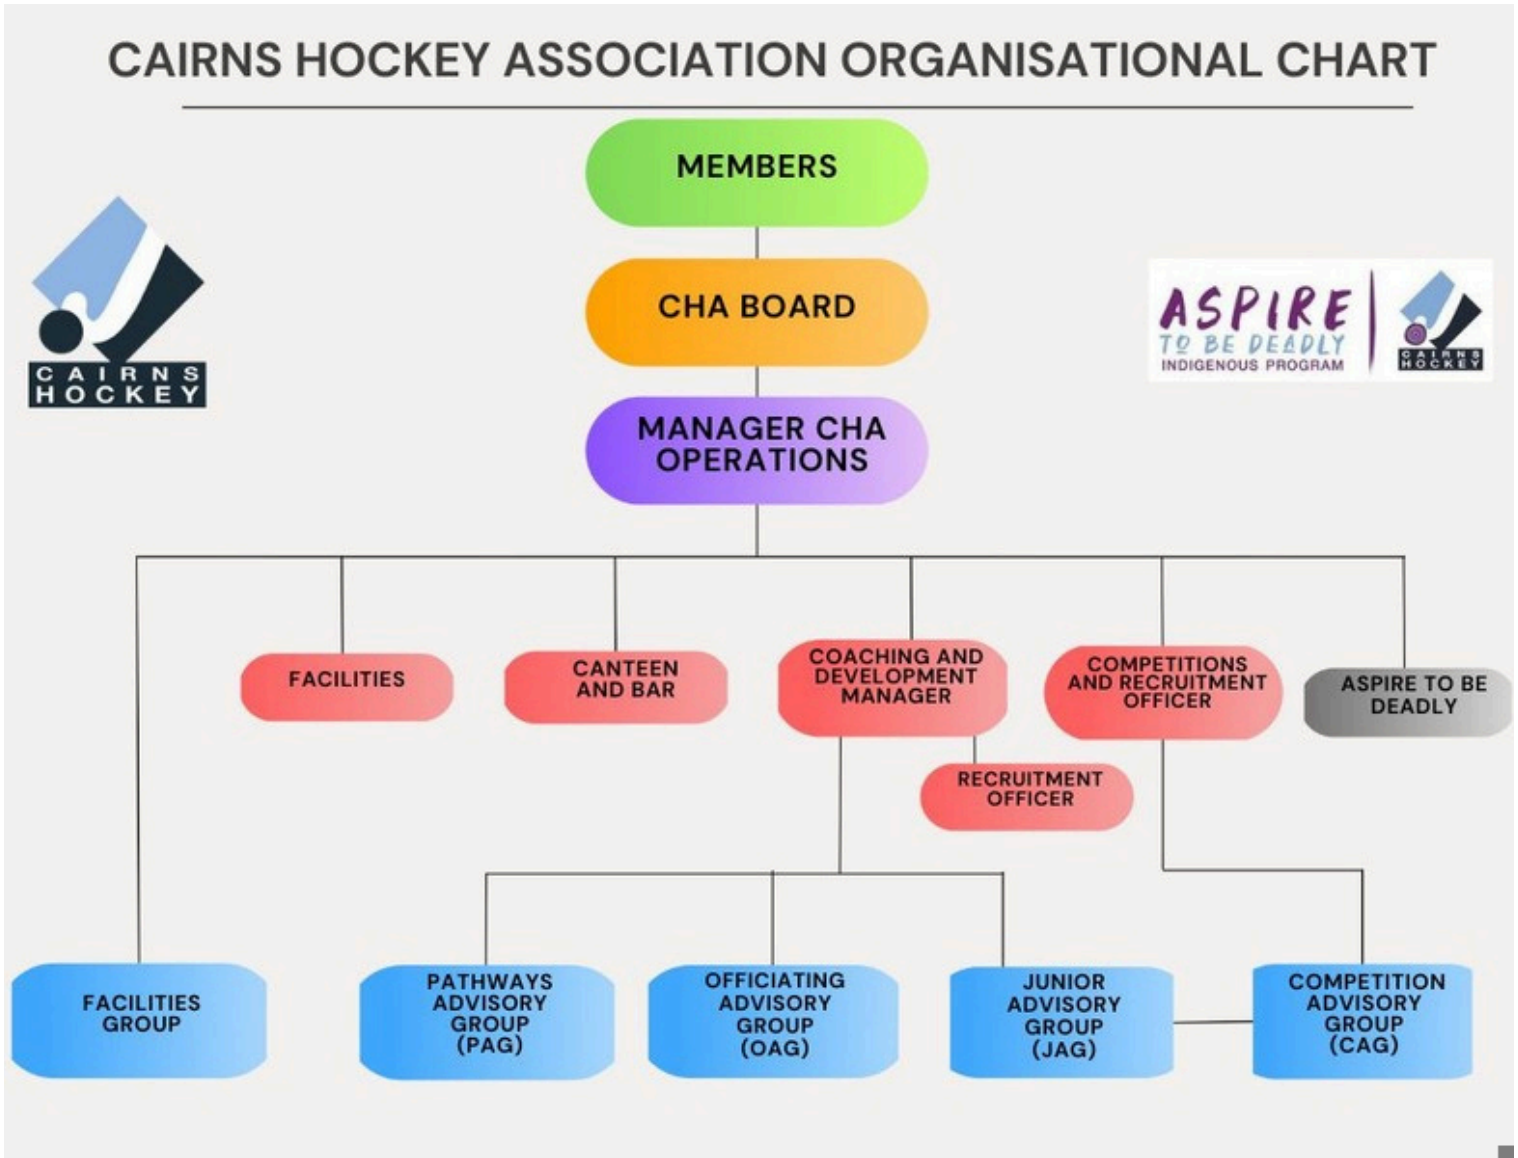 CAIRNS HOCKEY ASSOCIATION ORGANISATIONAL CHART
MEMBERS
CAIRNS
HOCKEY
CHA BOARD
ASPIRE
TO BE DEADLY
INDIGENOUS PROGRAM
CAIRNS
HOCKEY
MANAGER CHA
OPERATIONS
FACILITIES
CANTEEN
AND BAR
COACHING AND
DEVELOPMENT
MANAGER
COMPETITIONS
AND RECRUITMENT
OFFICER
ASPIRE TO BE
DEADLY
RECRUITMENT
OFFICER
FACILITIES
GROUP
PATHWAYS
ADVISORY
GROUP
(PAG)
OFFICIATING
ADVISORY
GROUP
(OAG)
JUNIOR
ADVISORY
GROUP
(JAG)
COMPETITION
ADVISORY
GROUP
(CAG)